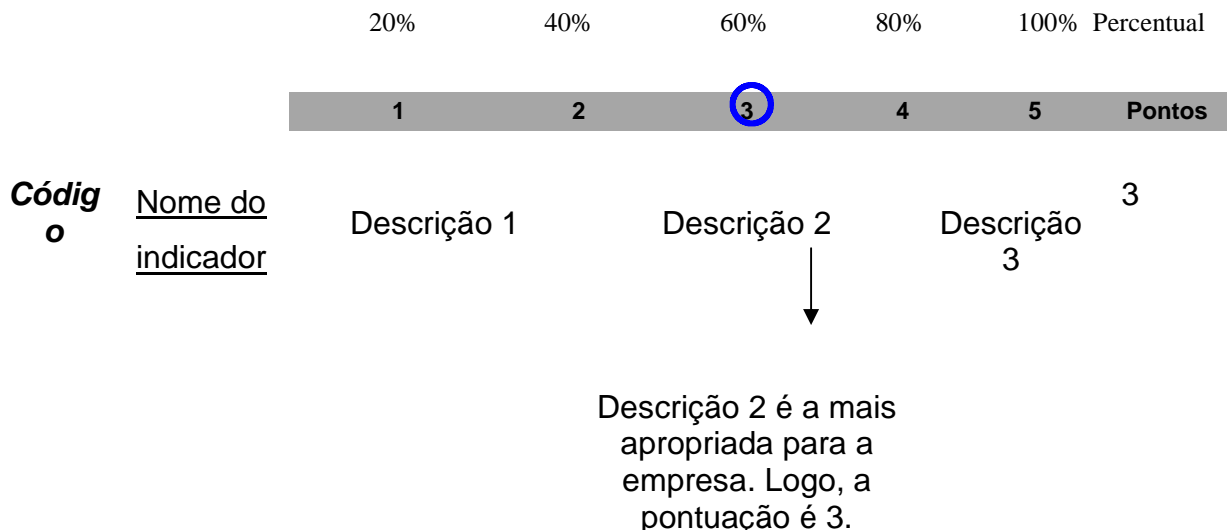 20% 40% 60% 80% 100% Percentual
1 2 3 4 5 Pontos
Códig
o
Nome do
indicador
Descrição 1
Descrição 2
Descrição
3
3
Descrição 2 é a mais
apropriada para a
empresa. Logo, a
pontuação é 3.